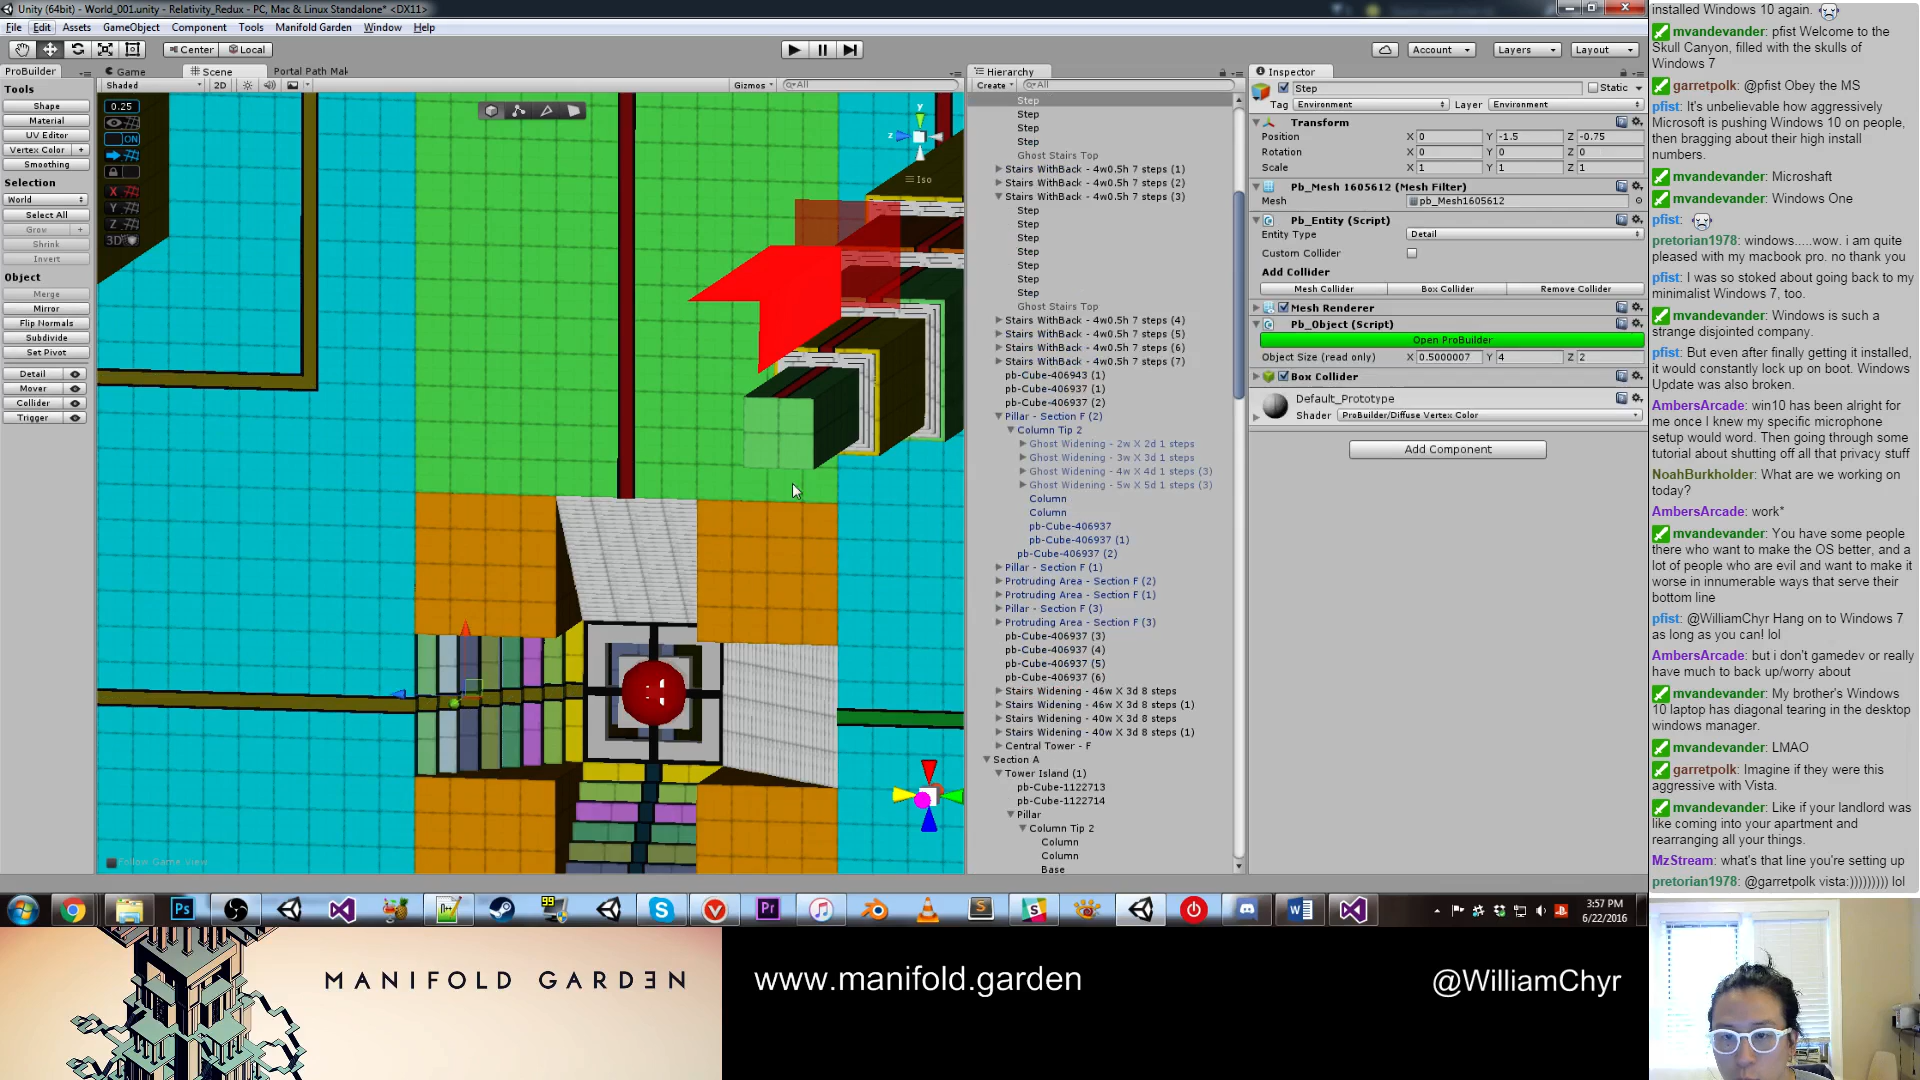 Unity (64bit) - World_001.unity - Relativity_Redux - PC, Mac & Linux Standalone* <DX11>
File Edit Assets GameObject Component Tools Manifold Garden Window Help
Center Local Account Layers Layout
ProBuilder Game Scene Portal Path Mak Hierarchy Inspector
Tools
Shape
Material
UV Editor
Vertex Color +
Smoothing
Selection
World
Select All
Grow +
Shrink
Invert
Object
Merge
Mirror
Flip Normals
Subdivide
Set Pivot
Detail
Mover
Collider
Trigger
Shaded 2D Gizmos All
0.25
ON
X
Y
Z
3D
y
z
Iso
Follow Game view
Create All
Step
Step
Step
Step
Ghost Stairs Top
Stairs WithBack - 4w0.5h 7 steps (1)
Stairs WithBack - 4w0.5h 7 steps (2)
Stairs WithBack - 4w0.5h 7 steps (3)
Step
Step
Step
Step
Step
Step
Step
Ghost Stairs Top
Stairs WithBack - 4w0.5h 7 steps (4)
Stairs WithBack - 4w0.5h 7 steps (5)
Stairs WithBack - 4w0.5h 7 steps (6)
Stairs WithBack - 4w0.5h 7 steps (7)
pb-Cube-406943 (1)
pb-Cube-406937 (1)
pb-Cube-406937 (2)
Pillar - Section F (2)
Column Tip 2
Ghost Widening - 2w X 2d 1 steps
Ghost Widening - 3w X 3d 1 steps
Ghost Widening - 4w X 4d 1 steps (3)
Ghost Widening - 5w X 5d 1 steps (3)
Column
Column
pb-Cube-406937
pb-Cube-406937 (1)
pb-Cube-406937 (2)
Pillar - Section F (1)
Protruding Area - Section F (2)
Protruding Area - Section F (1)
Pillar - Section F (3)
Protruding Area - Section F (3)
pb-Cube-406937 (3)
pb-Cube-406937 (4)
pb-Cube-406937 (5)
pb-Cube-406937 (6)
Stairs Widening - 46w X 3d 8 steps
Stairs Widening - 46w X 3d 8 steps (1)
Stairs Widening - 40w X 3d 8 steps
Stairs Widening - 40w X 3d 8 steps (1)
Central Tower - F
Section A
Tower Island (1)
pb-Cube-1122713
pb-Cube-1122714
Pillar
Column Tip 2
Column
Column
Base
Step Static
Tag Environment Layer Environment
Transform
Position X 0 Y -1.5 Z -0.75
Rotation X 0 Y 0 Z 0
Scale X 1 Y 1 Z 1
Pb_Mesh 1605612 (Mesh Filter)
Mesh pb_Mesh1605612
Pb_Entity (Script)
Entity Type Detail
Custom Collider
Add Collider
Mesh Collider Box Collider Remove Collider
Mesh Renderer
Pb_Object (Script)
Open ProBuilder
Object Size (read only) X 0.5000007 Y 4 Z 2
Box Collider
Default_Prototype
Shader ProBuilder/Diffuse Vertex Color
Add Component
installed Windows 10 again.
mvandevander: pfist Welcome to the
Skull Canyon, filled with the skulls of
Windows 7
garretpolk: @pfist Obey the MS
pfist: It's unbelievable how aggressively
Microsoft is pushing Windows 10 on people,
then bragging about their high install
numbers.
mvandevander: Microshaft
mvandevander: Windows One
pfist:
pretorian1978: windows.....wow. i am quite
pleased with my macbook pro. no thank you
pfist: I was so stoked about going back to my
minimalist Windows 7, too.
mvandevander: Windows is such a
strange disjointed company.
pfist: But even after finally getting it installed,
it would constantly lock up on boot. Windows
Update was also broken.
AmbersArcade: win10 has been alright for
me once I knew my specific microphone
setup would word. Then going through some
tutorial about shutting off all that privacy stuff
NoahBurkholder: What are we working on
today?
AmbersArcade: work*
mvandevander: You have some people
there who want to make the OS better, and a
lot of people who are evil and want to make it
worse in innumerable ways that serve their
bottom line
pfist: @WilliamChyr Hang on to Windows 7
as long as you can! lol
AmbersArcade: but i don't gamedev or really
have much to back up/worry about
mvandevander: My brother's Windows
10 laptop has diagonal tearing in the desktop
windows manager.
mvandevander: LMAO
garretpolk: Imagine if they were this
aggressive with Vista.
mvandevander: Like if your landlord was
like coming into your apartment and
rearranging all your things.
MzStream: what's that line you're setting up
pretorian1978: @garretpolk vista:))))))))) lol
Ps 99 Pr
3:57 PM
6/22/2016
MANIFOLD GARDƎN
www.manifold.garden
@WilliamChyr